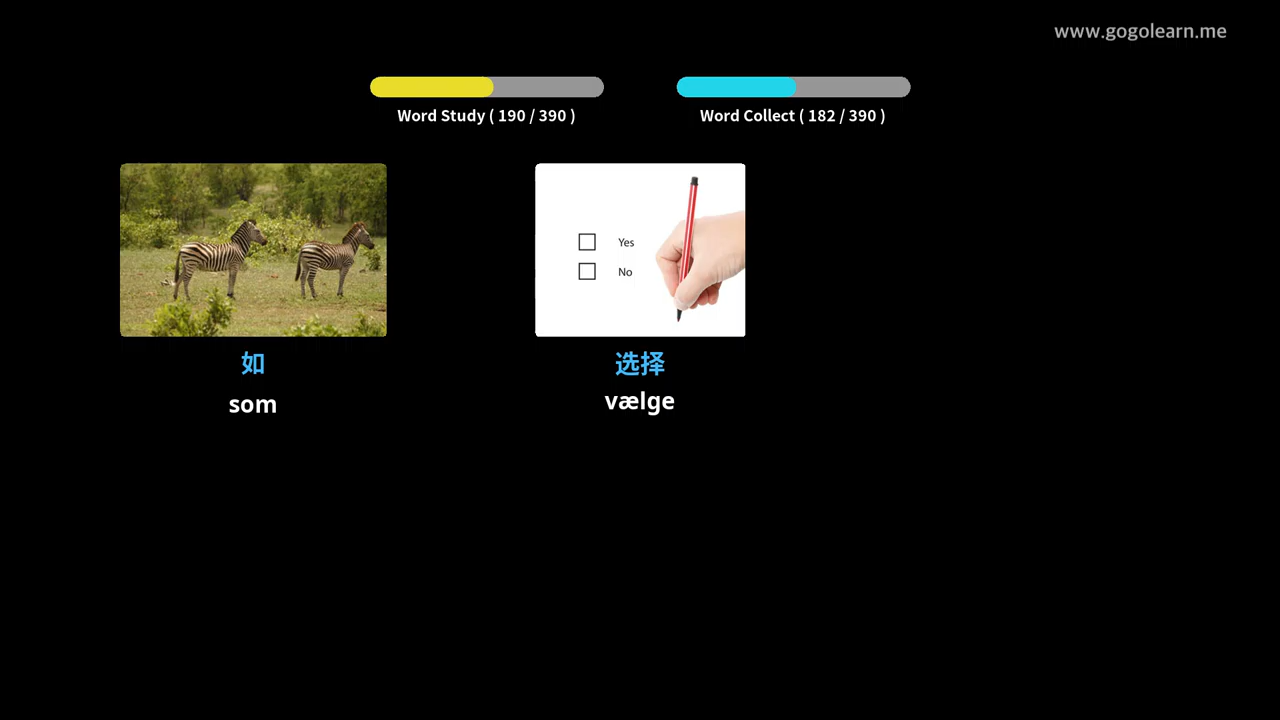 www.gogolearn.me
Word Study ( 190 / 390 )
Word Collect ( 182 / 390 )
Yes
No
如
选择
som
vælge